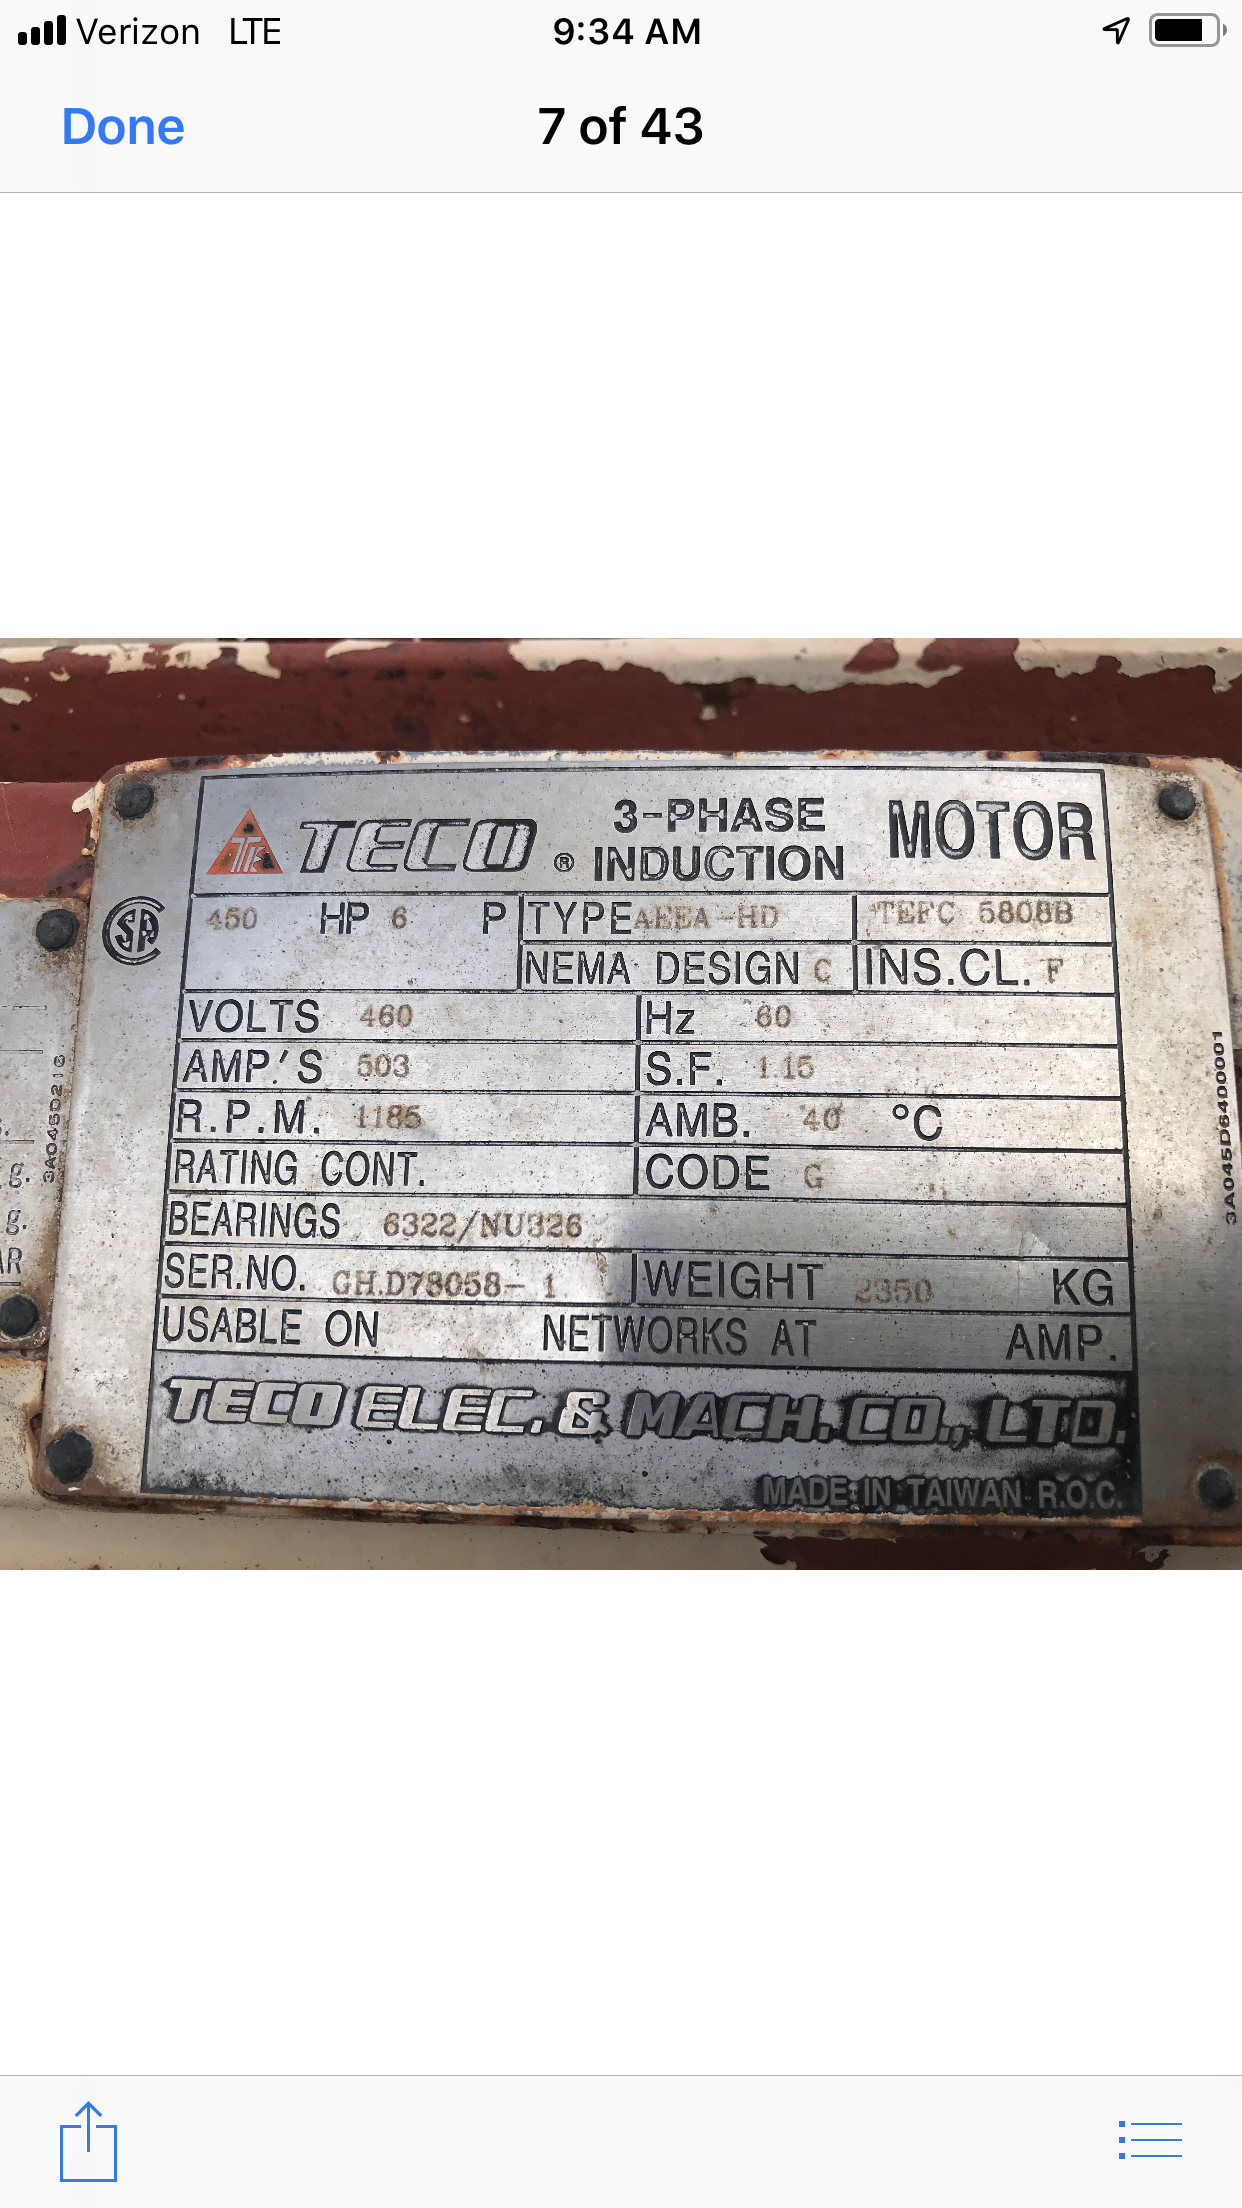 Verizon LTE 9:34 AM
Done 7 of 43
TECO ® 3-PHASE INDUCTION MOTOR
450 HP 6 P TYPE AEEA-HD TEFC 5808B
NEMA DESIGN C INS.CL. F
VOLTS 460 Hz 60
AMP.'S 503 S.F. 1.15
R.P.M. 1185 AMB. 40 °C
RATING CONT. CODE G
BEARINGS 6322/NU326
SER.NO. CH.D78058-1 WEIGHT 2350 KG
USABLE ON NETWORKS AT AMP.
TECO ELEC. & MACH. CO., LTD.
MADE IN TAIWAN R.O.C.
3A045D6400001
g.
g.
AR